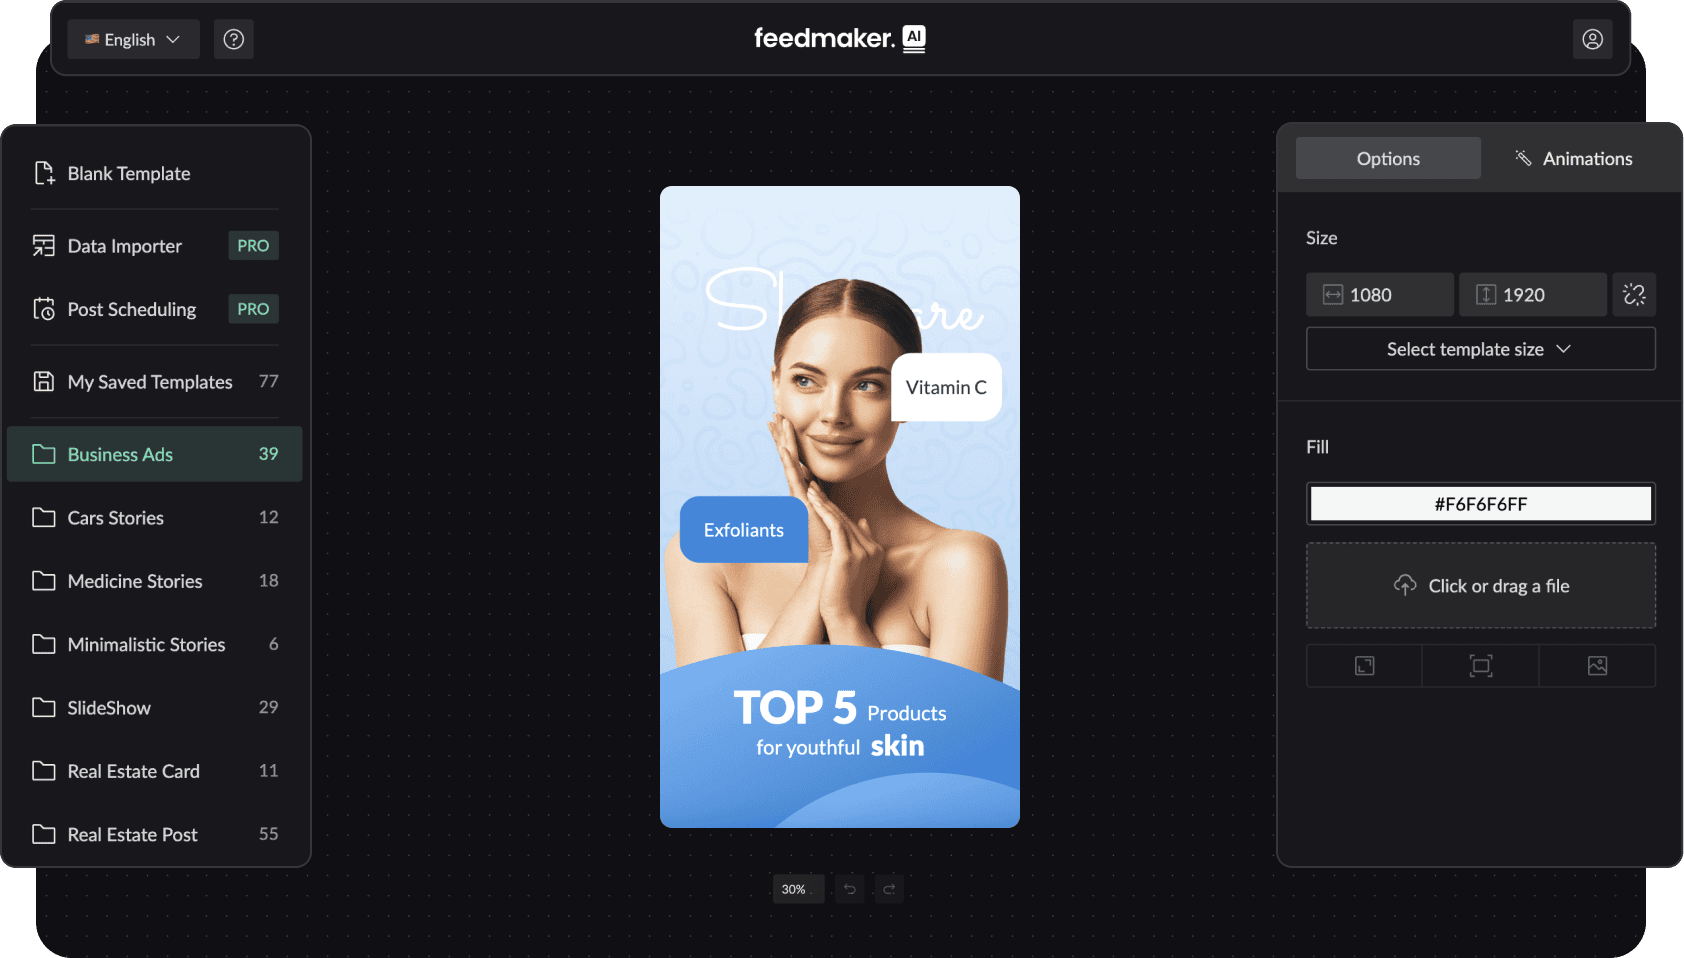 English
feedmaker. AI
Blank Template
Data Importer PRO
Post Scheduling PRO
My Saved Templates 77
Business Ads 39
Cars Stories 12
Medicine Stories 18
Minimalistic Stories 6
SlideShow 29
Real Estate Card 11
Real Estate Post 55
Vitamin C
Exfoliants
TOP 5 Products
for youthful skin
30%
Options Animations
Size
1080 1920
Select template size
Fill
#F6F6F6FF
Click or drag a file